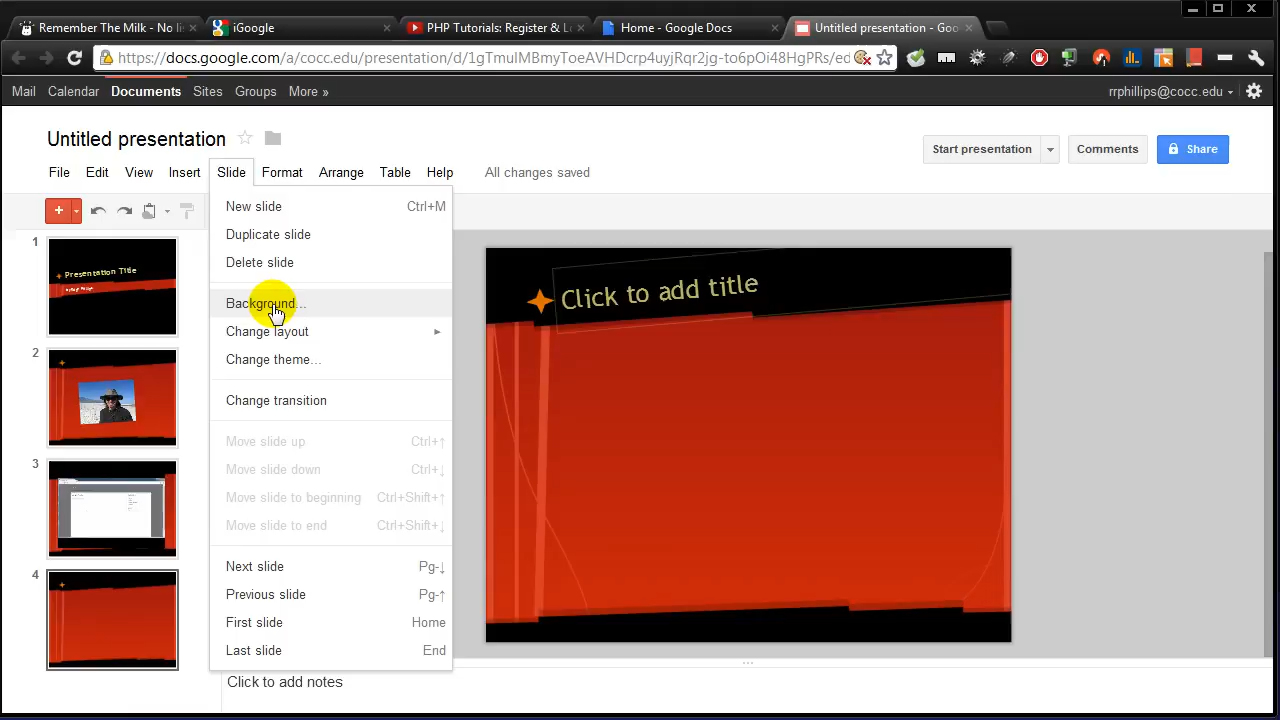 Remember The Milk - No li
iGoogle
PHP Tutorials: Register & Lo
Home - Google Docs
Untitled presentation - Goo
https://docs.google.com/a/cocc.edu/presentation/d/1gTmuIMBmyToeAVHDcrp4uyjRqr2jg-to6pOi48HgPRs/ed
Mail Calendar Documents Sites Groups More »
rrphillips@cocc.edu
Untitled presentation
Start presentation
Comments
Share
File Edit View Insert Slide Format Arrange Table Help All changes saved
New slide Ctrl+M
Duplicate slide
Delete slide
Background...
Change layout
Change theme...
Change transition
Move slide up Ctrl+↑
Move slide down Ctrl+↓
Move slide to beginning Ctrl+Shift+↑
Move slide to end Ctrl+Shift+↓
Next slide Pg-↓
Previous slide Pg-↑
First slide Home
Last slide End
1
Presentation Title
2
3
4
Click to add title
Click to add notes